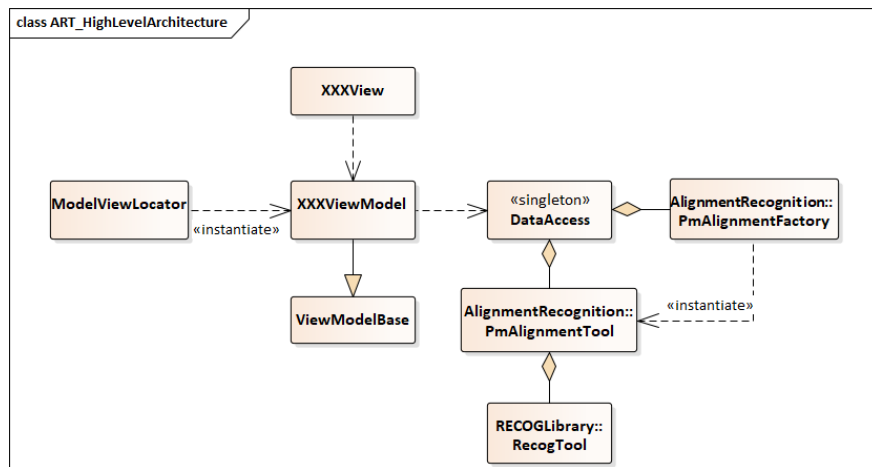 class ART_HighLevelArchitecture
XXXView
ModelViewLocator
«instantiate»
XXXViewModel
«singleton»
DataAccess
AlignmentRecognition::
PmAlignmentFactory
ViewModelBase
AlignmentRecognition::
PmAlignmentTool
«instantiate»
RECOGLibrary::
RecogTool